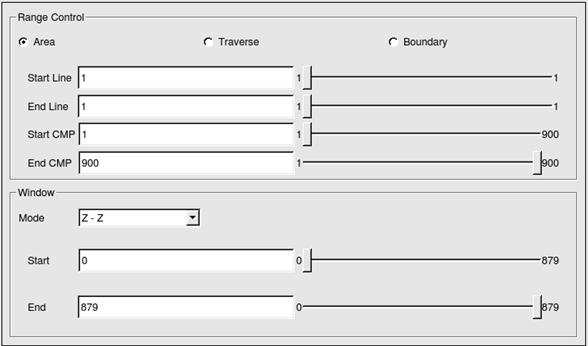 Range Control
Area Traverse Boundary
Start Line 1 1 1
End Line 1 1 1
Start CMP 1 1 900
End CMP 900 1 900
Window
Mode Z - Z
Start 0 0 879
End 879 0 879